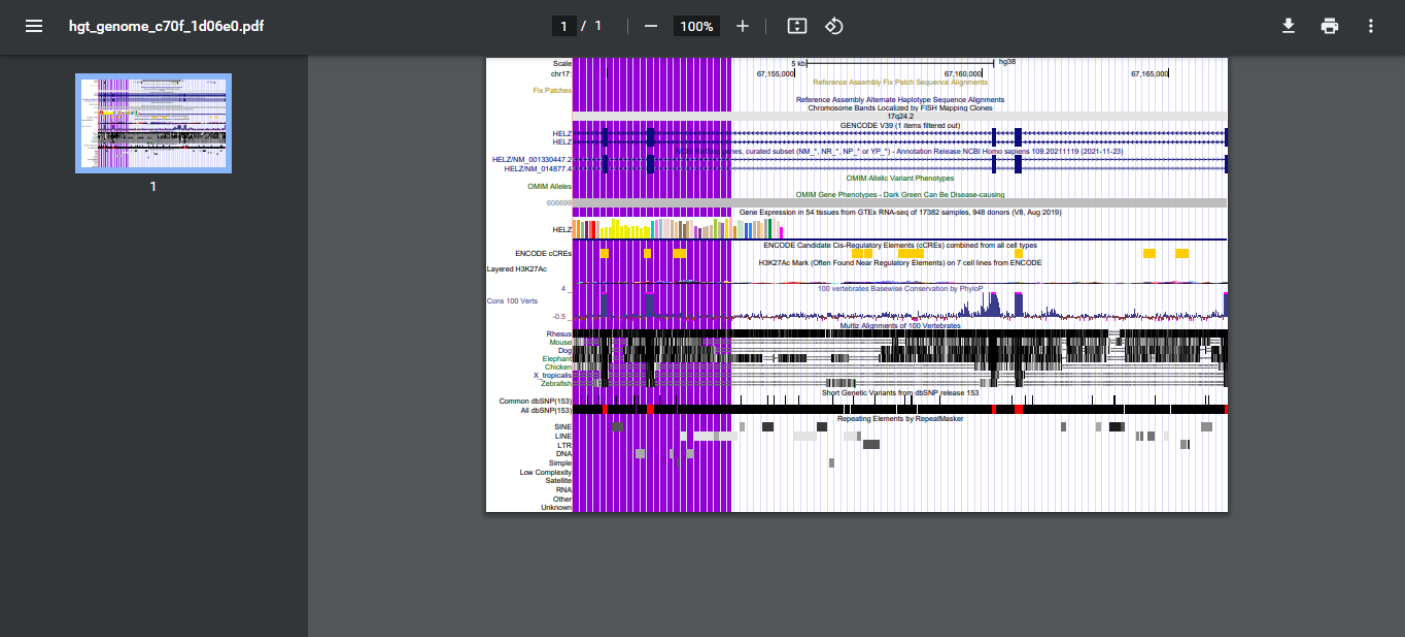 hgt_genome_c70f_1d06e0.pdf
1 / 1
100%
1
Scale
5 kb
hg38
chr17:
67,155,000
67,160,000
67,165,000
Reference Assembly Fix Patch Sequence Alignments
Fix Patches
Reference Assembly Alternate Haplotype Sequence Alignments
Chromosome Bands Localized by FISH Mapping Clones
17q24.2
GENCODE V39 (1 items filtered out)
HELZ
HELZ
genes, curated subset (NM_*, NR_*, NP_* or YP_*) - Annotation Release NCBI Homo sapiens 109.20211119 (2021-11-23)
HELZ/NM_001330447.2
HELZ/NM_014877.4
OMIM Allelic Variant Phenotypes
OMIM Alleles
OMIM Gene Phenotypes - Dark Green Can Be Disease-causing
606699
Gene Expression in 54 tissues from GTEx RNA-seq of 17382 samples, 948 donors (V8, Aug 2019)
HELZ
ENCODE Candidate Cis-Regulatory Elements (cCREs) combined from all cell types
ENCODE cCREs
H3K27Ac Mark (Often Found Near Regulatory Elements) on 7 cell lines from ENCODE
Layered H3K27Ac
100 vertebrates Basewise Conservation by PhyloP
4 _
Cons 100 Verts
-0.5 _
Multiz Alignments of 100 Vertebrates
Rhesus
Mouse
Dog
Elephant
Chicken
X_tropicalis
Zebrafish
Short Genetic Variants from dbSNP release 153
Common dbSNP(153)
All dbSNP(153)
Repeating Elements by RepeatMasker
SINE
LINE
LTR
DNA
Simple
Low Complexity
Satellite
RNA
Other
Unknown